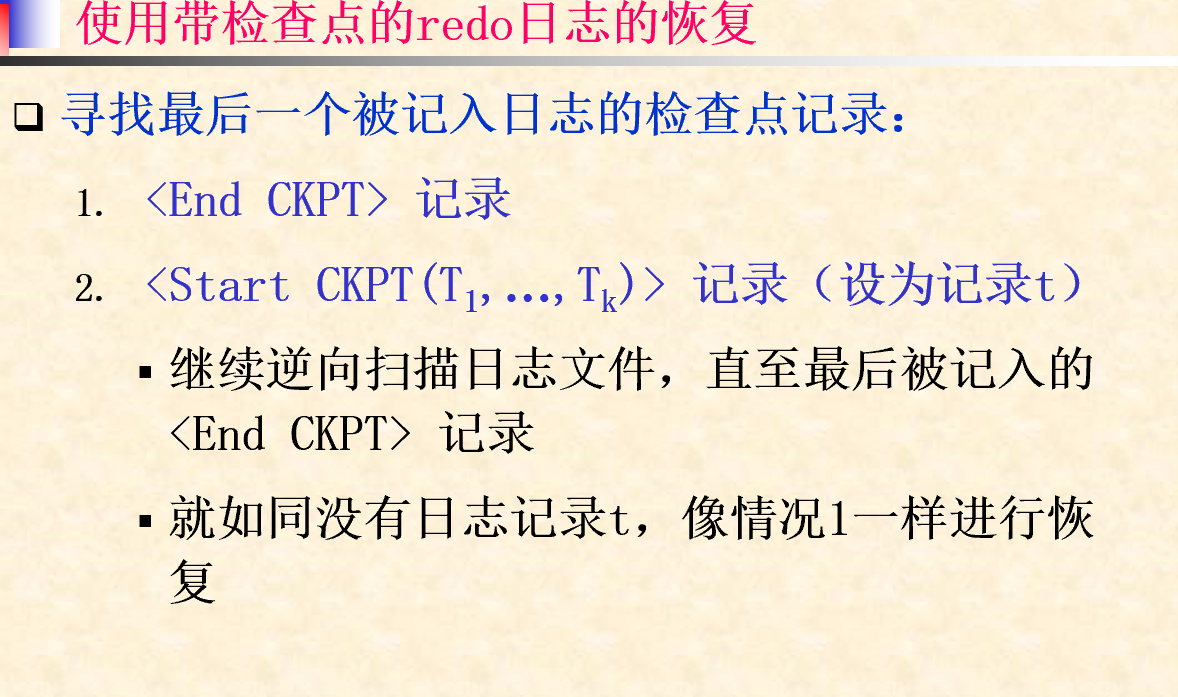 使用带检查点的redo日志的恢复
寻找最后一个被记入日志的检查点记录：
1. <End CKPT> 记录
2. <Start CKPT(T1,…,Tk)> 记录（设为记录t）
▪ 继续逆向扫描日志文件，直至最后被记入的
<End CKPT> 记录
▪ 就如同没有日志记录t，像情况1一样进行恢
复